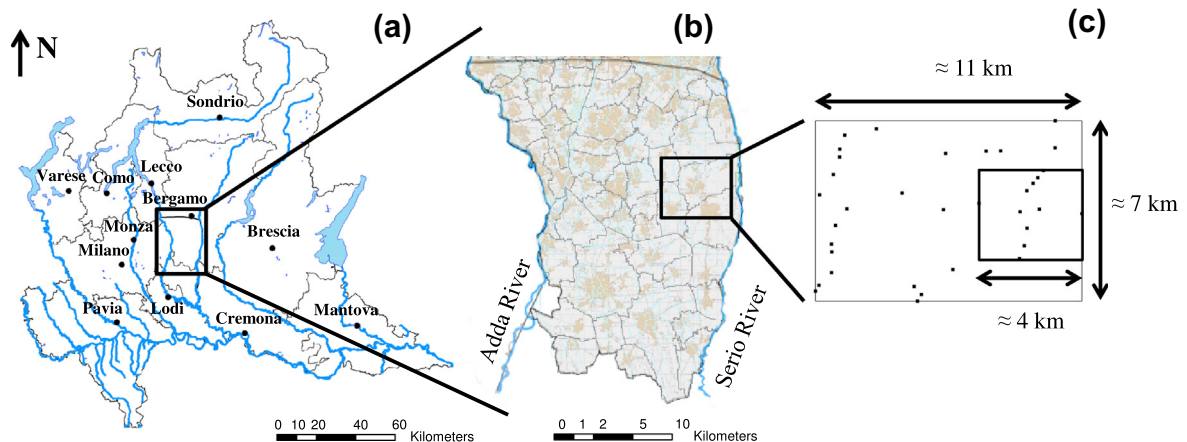 (a)
(b)
(c)
N
≈ 11 km
Sondrio
Lecco
Varese
Como
Bergamo
≈ 7 km
Monza
Brescia
Milano
Pavia
Lodi
Mantova
Cremona
≈ 4 km
Adda River
Serio River
0 10 20 40 60
Kilometers
0 1 2 5 10
Kilometers